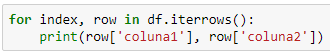 for index, row in df.iterrows():
    print(row['coluna1'], row['coluna2'])